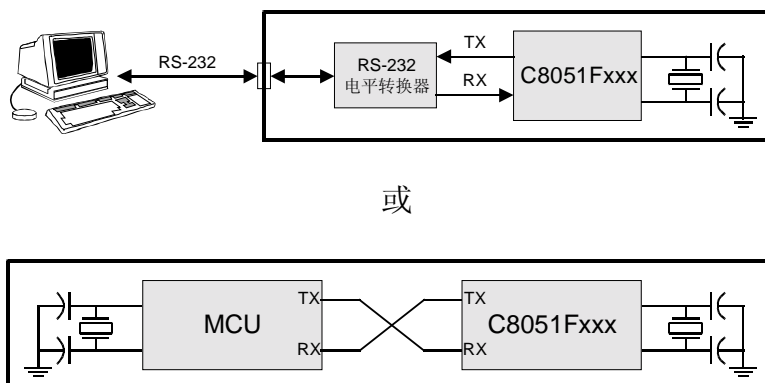 RS-232
RS-232
电平转换器
TX
RX
C8051Fxxx
或
MCU
TX
RX
TX
RX
C8051Fxxx